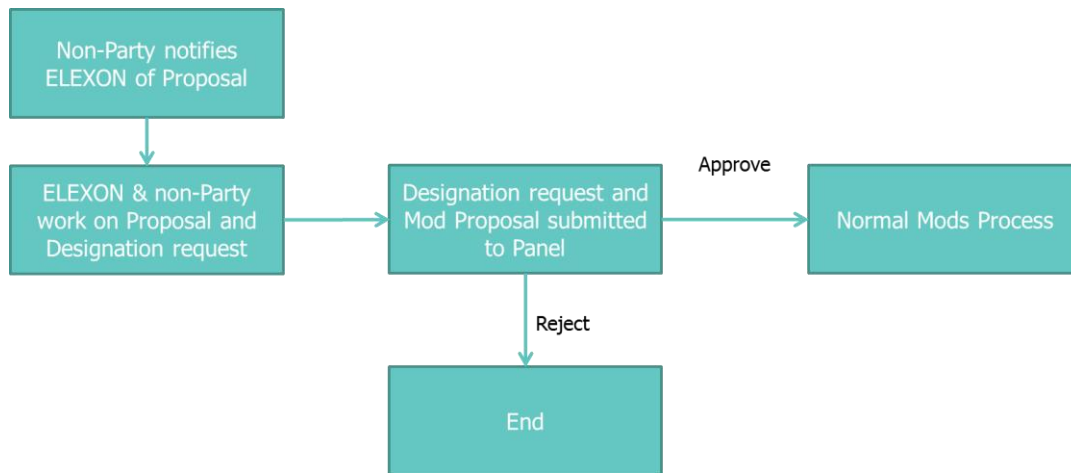 Non-Party notifies
ELEXON of Proposal
ELEXON & non-Party
work on Proposal and
Designation request
Designation request and
Mod Proposal submitted
to Panel
Approve
Normal Mods Process
Reject
End